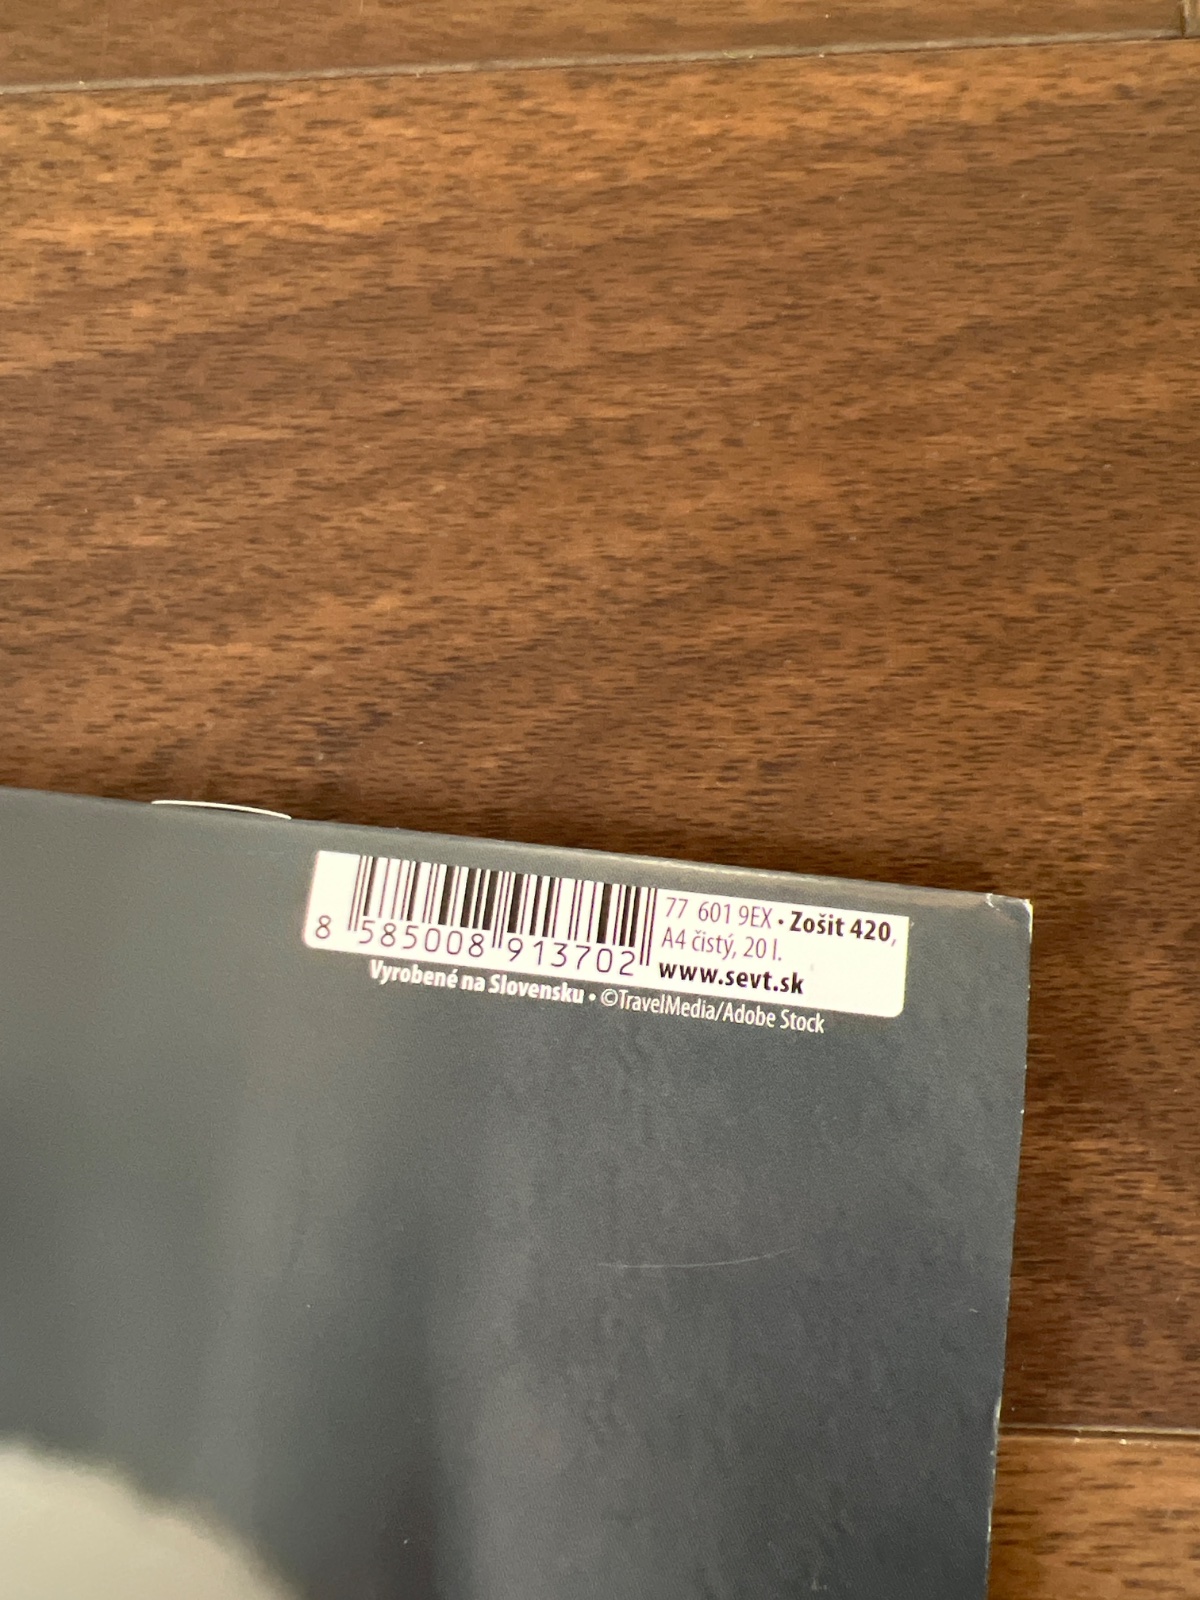 8 585008 913702
77 601 9EX • Zošit 420,
A4 čistý, 20 l.
www.sevt.sk
Vyrobené na Slovensku • ©TravelMedia/Adobe Stock